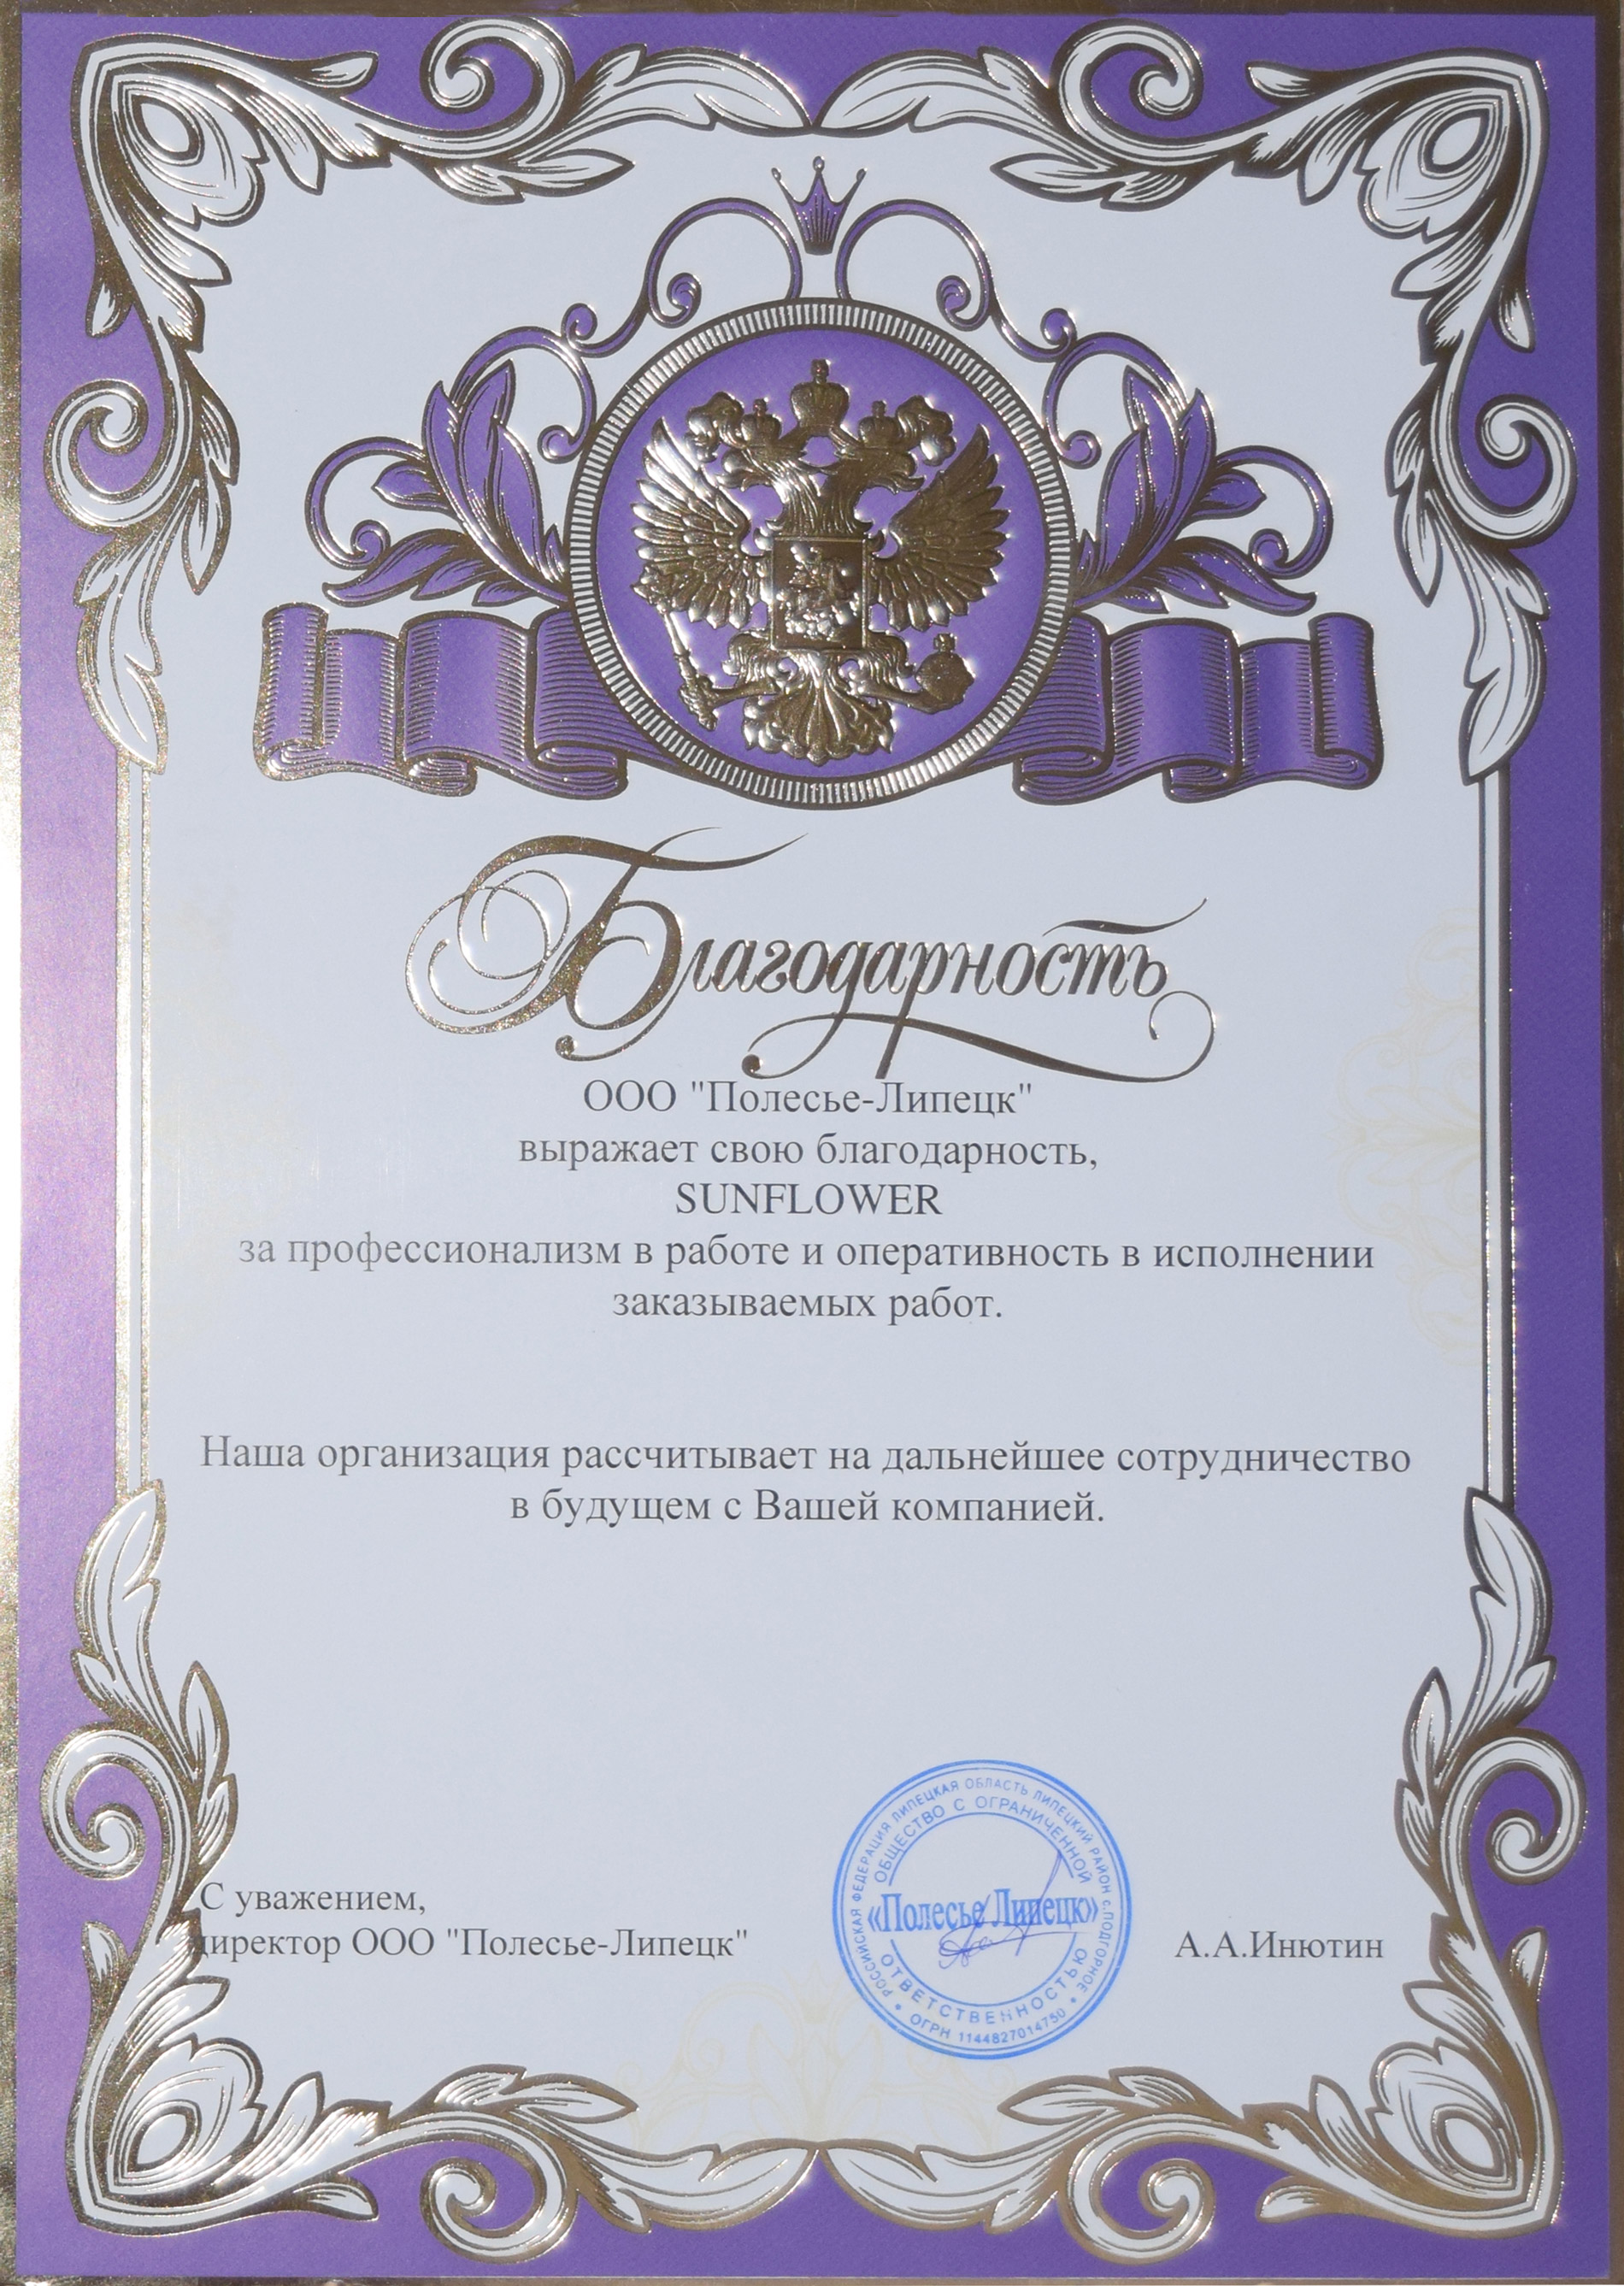 Благодарность
ООО "Полесье-Липецк"
выражает свою благодарность,
SUNFLOWER
за профессионализм в работе и оперативность в исполнении
заказываемых работ.
Наша организация рассчитывает на дальнейшее сотрудничество
в будущем с Вашей компанией.
С уважением,
директор ООО "Полесье-Липецк"
А.А.Инютин
РОССИЙСКАЯ ФЕДЕРАЦИЯ ЛИПЕЦКАЯ ОБЛАСТЬ ЛИПЕЦКИЙ РАЙОН с.ПОДГОРНОЕ
ОБЩЕСТВО С ОГРАНИЧЕННОЙ
«Полесье Липецк»
ОТВЕТСТВЕННОСТЬЮ
ОГРН 1144827014750